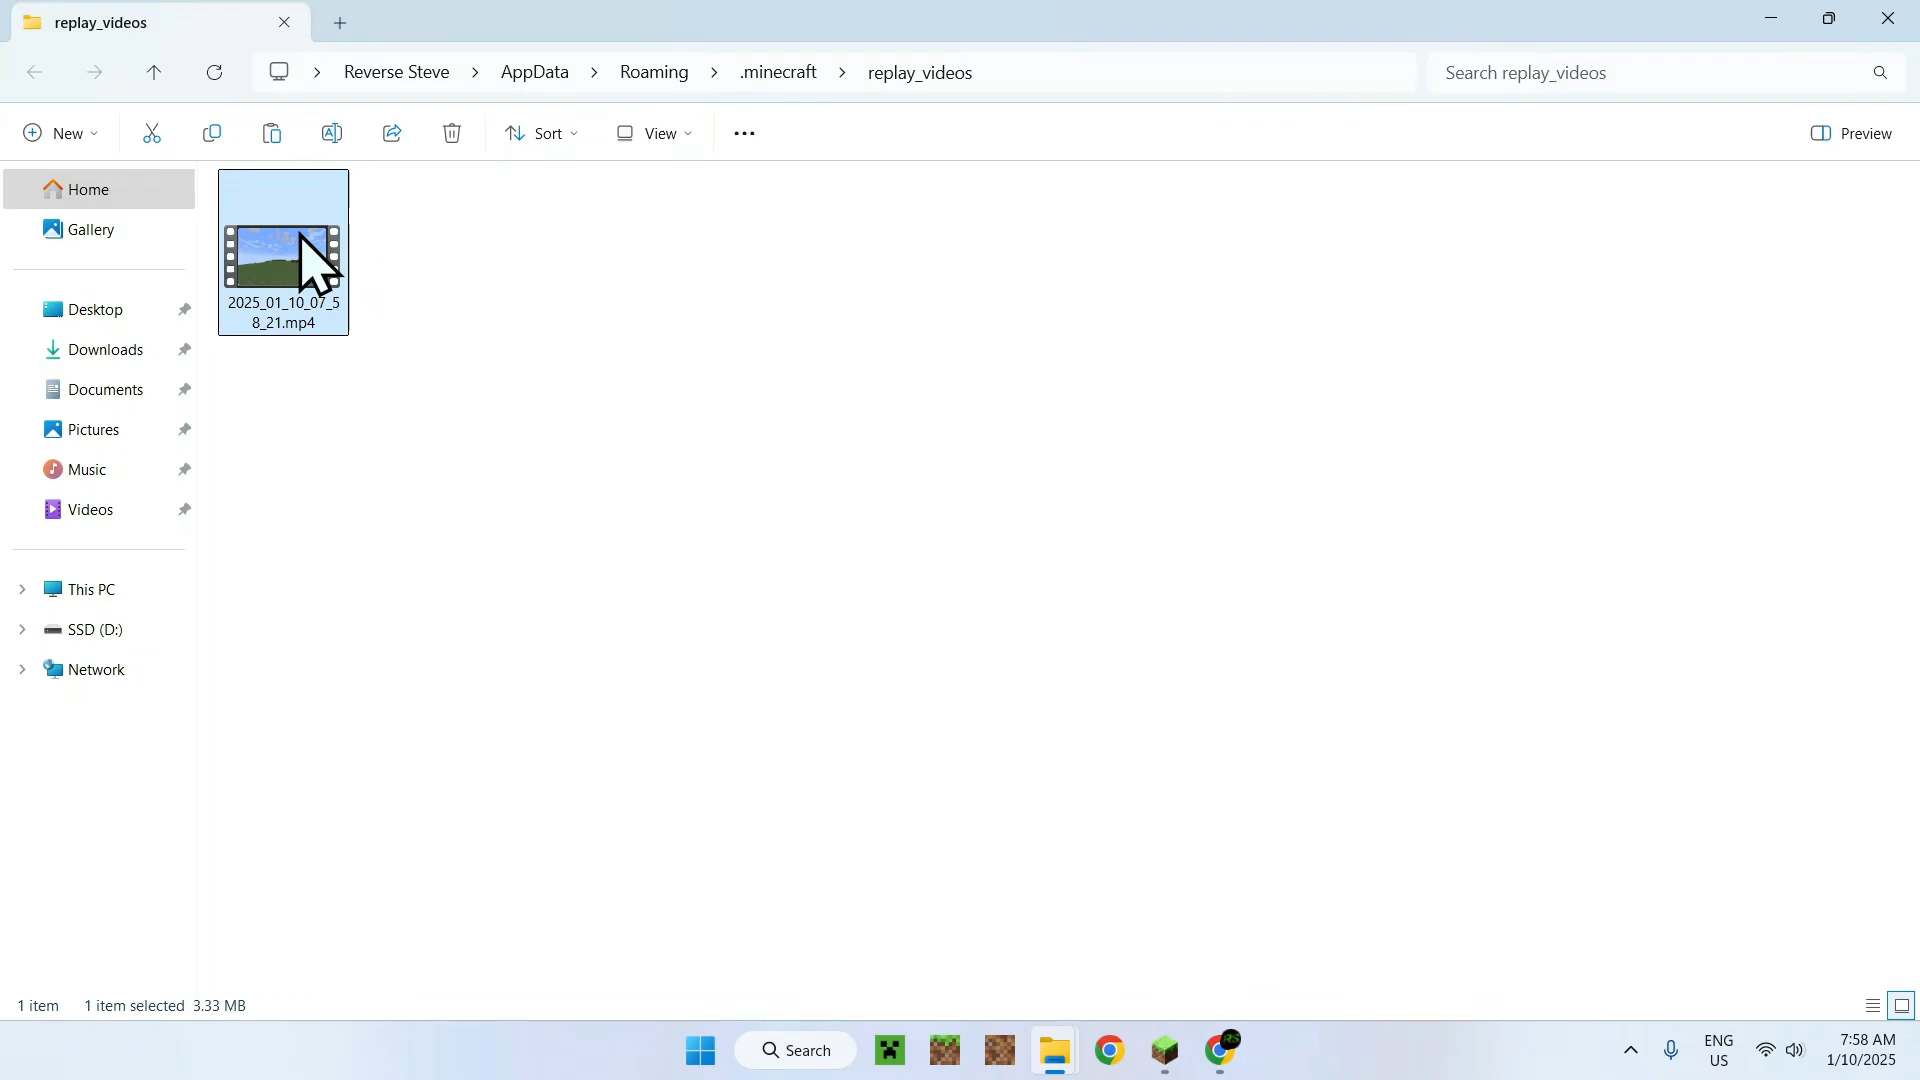 replay_videos
Reverse Steve > AppData > Roaming > .minecraft > replay_videos
Search replay_videos
New
Sort
View
Preview
Home
Gallery
Desktop
Downloads
Documents
Pictures
Music
Videos
This PC
SSD (D:)
Network
2025_01_10_07_5
8_21.mp4
1 item 1 item selected 3.33 MB
Search
RS
ENG
US
7:58 AM
1/10/2025